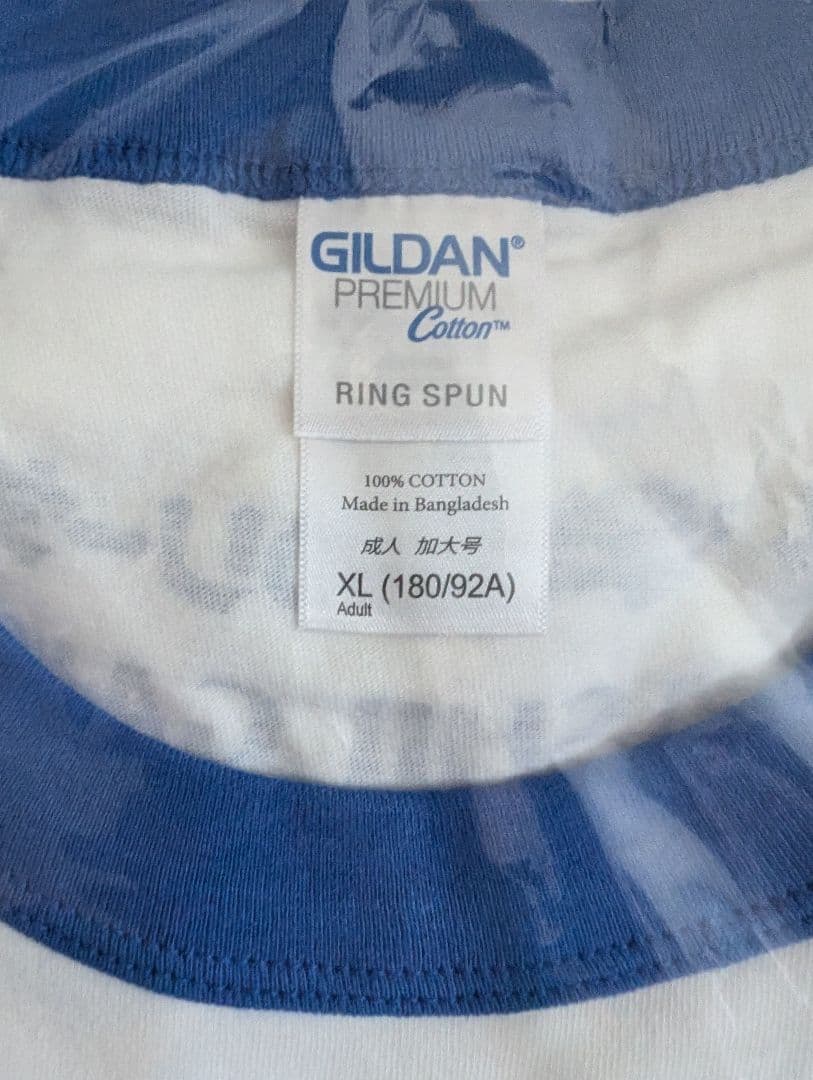 GILDAN®
PREMIUM
Cotton™
RING SPUN
100% COTTON
Made in Bangladesh
成人 加大号
XL (180/92A)
Adult